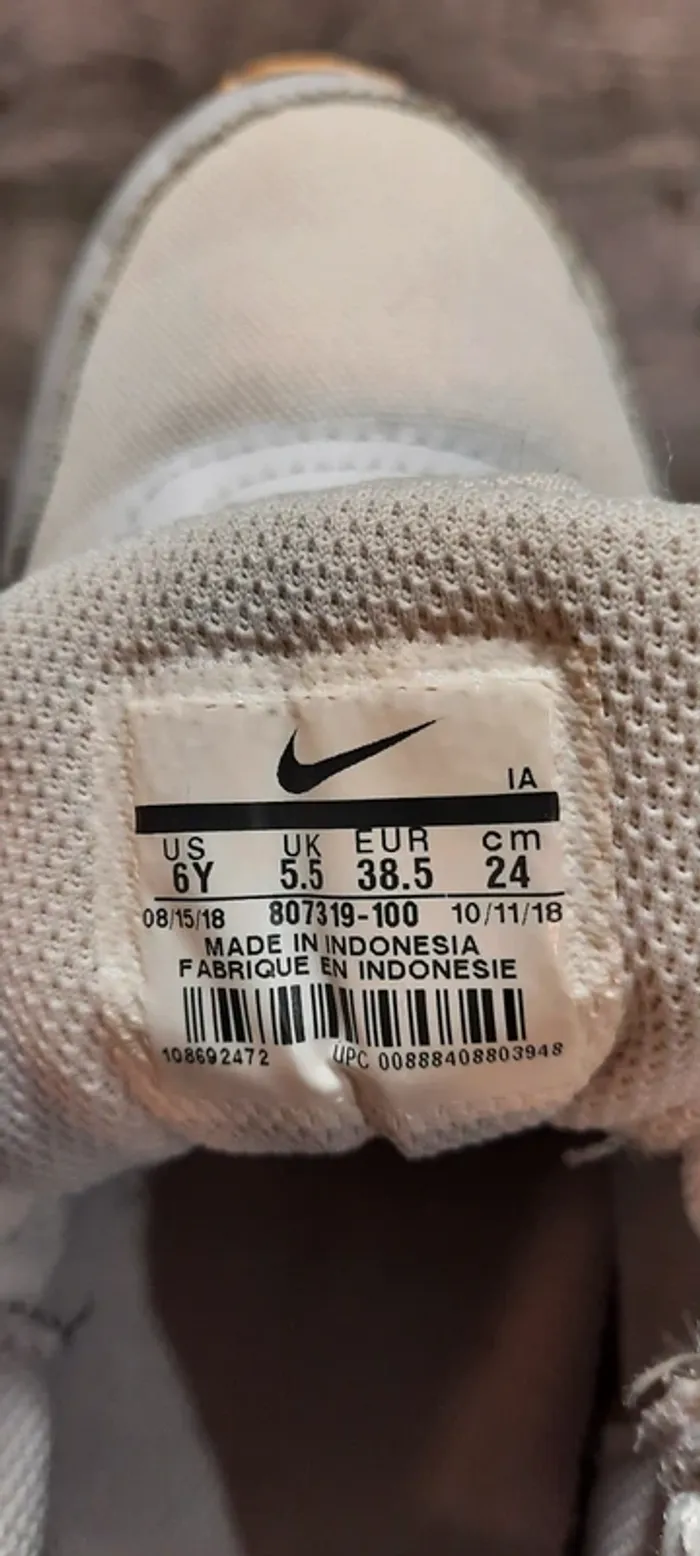 IA
US UK EUR cm
6Y 5.5 38.5 24
08/15/18 807319-100 10/11/18
MADE IN INDONESIA
FABRIQUE EN INDONESIE
108692472 UPC 00888408803948